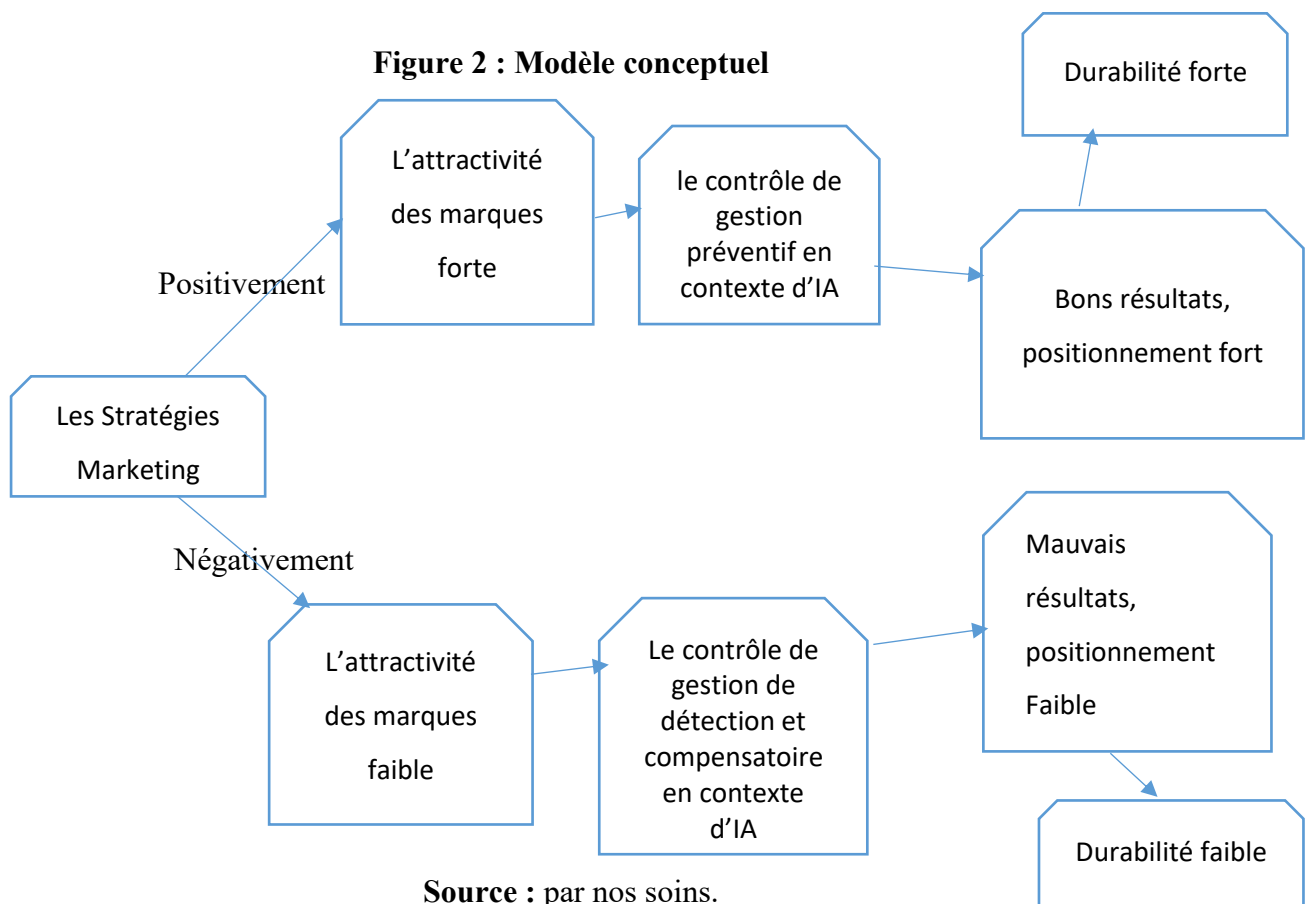 Figure 2 : Modèle conceptuel
Durabilité forte
L’attractivité
des marques
forte
le contrôle de
gestion
préventif en
contexte d’IA
Positivement
Bons résultats,
positionnement fort
Les Stratégies
Marketing
Négativement
Mauvais
résultats,
positionnement
Faible
L’attractivité
des marques
faible
Le contrôle de
gestion de
détection et
compensatoire
en contexte
d’IA
Durabilité faible
Source : par nos soins.